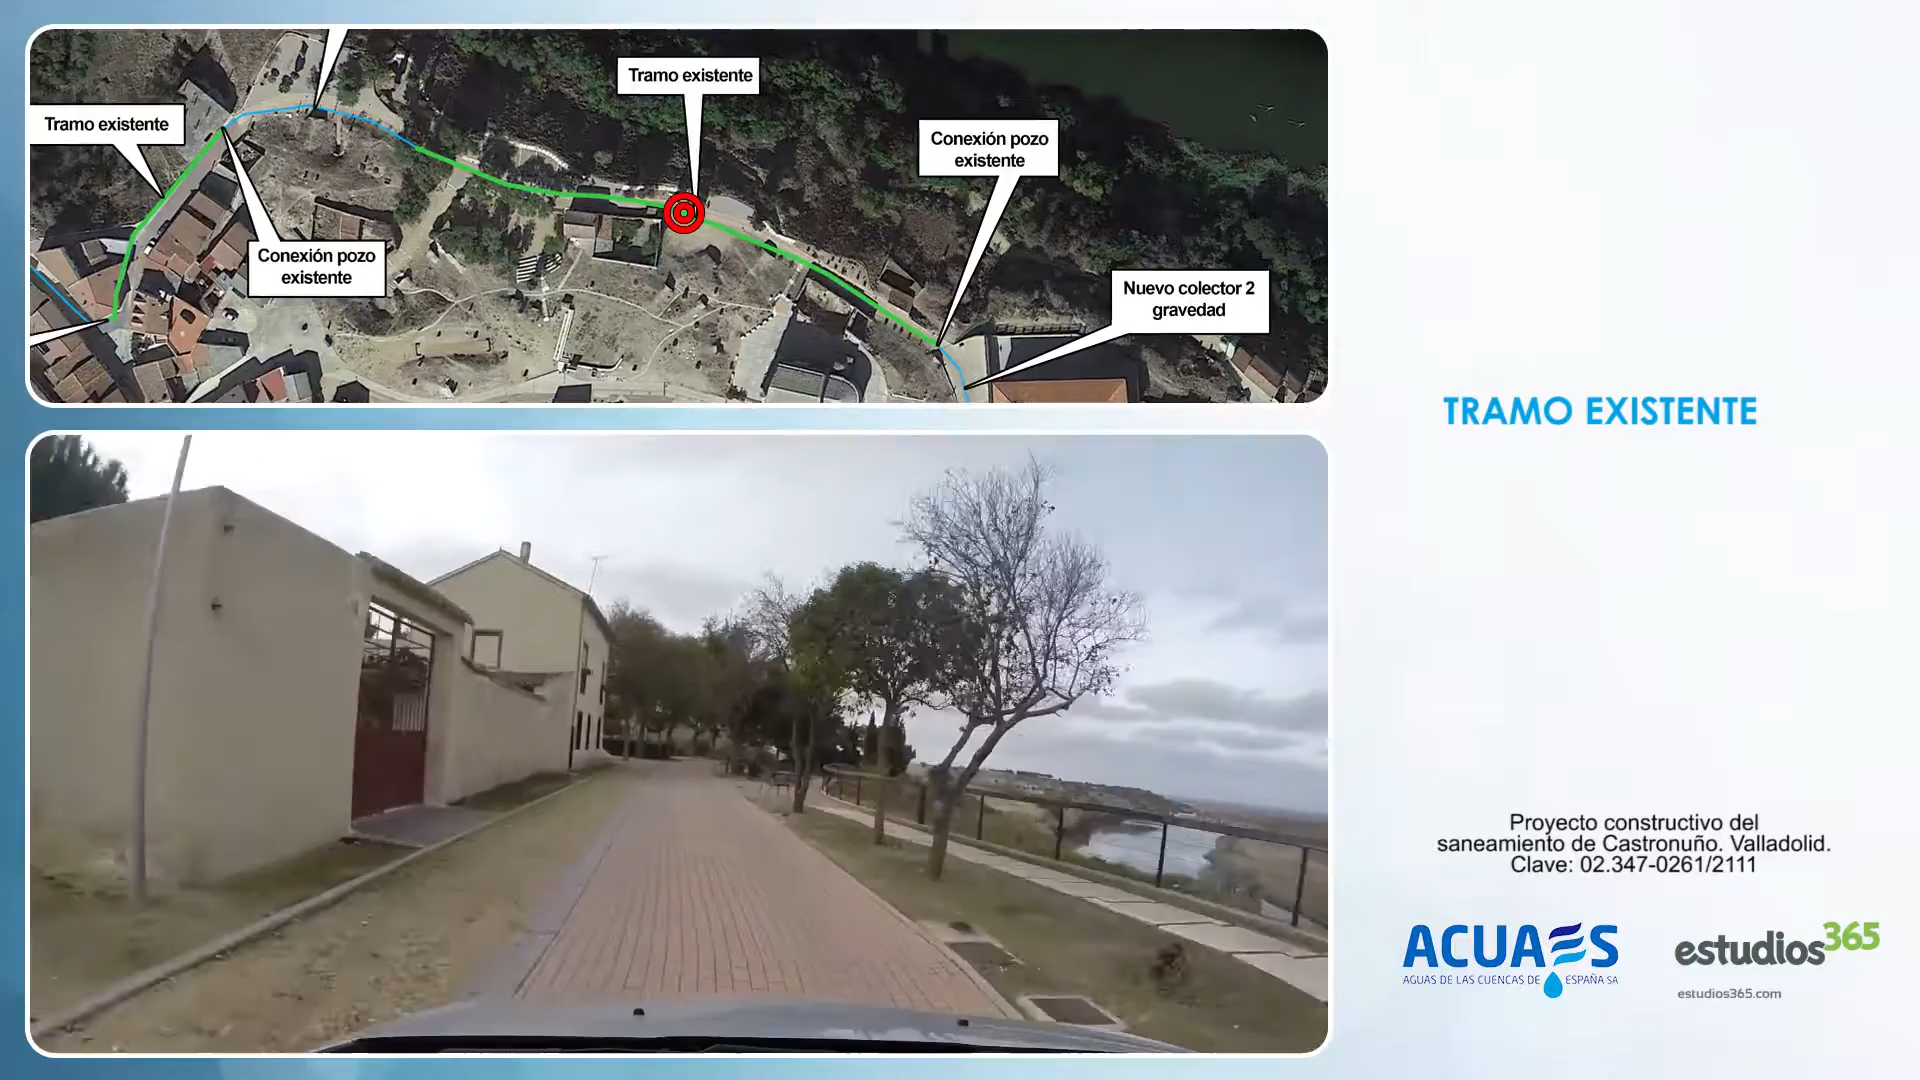 Tramo existente
Tramo existente
Conexión pozo
existente
Conexión pozo
existente
Nuevo colector 2
gravedad
TRAMO EXISTENTE
Proyecto constructivo del
saneamiento de Castronuño. Valladolid.
Clave: 02.347-0261/2111
ACUAES
AGUAS DE LAS CUENCAS DE ESPAÑA SA
estudios365
estudios365.com